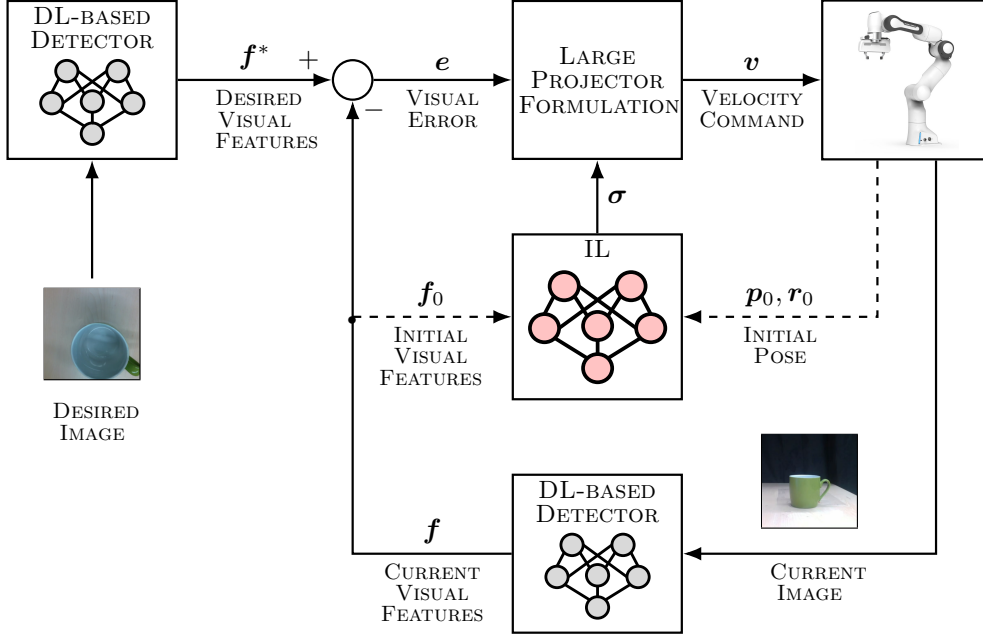 DL-BASED
DETECTOR
f*
DESIRED
VISUAL
FEATURES
+
−
e
VISUAL
ERROR
LARGE
PROJECTOR
FORMULATION
v
VELOCITY
COMMAND
σ
IL
f₀
INITIAL
VISUAL
FEATURES
p₀, r₀
INITIAL
POSE
DESIRED
IMAGE
DL-BASED
DETECTOR
f
CURRENT
VISUAL
FEATURES
CURRENT
IMAGE